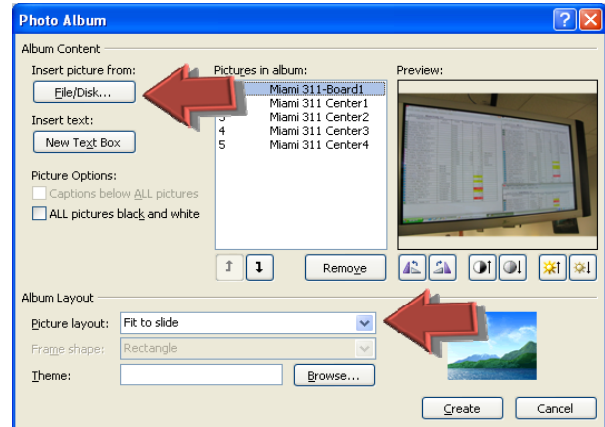 Photo Album
Album Content
Insert picture from:
File/Disk...
Insert text:
New Text Box
Picture Options:
Captions below ALL pictures
ALL pictures black and white
Pictures in album:
Miami 311-Board1
Miami 311 Center1
3 Miami 311 Center2
4 Miami 311 Center3
5 Miami 311 Center4
Remove
Preview:
Album Layout
Picture layout: Fit to slide
Frame shape: Rectangle
Theme:
Browse...
Create
Cancel